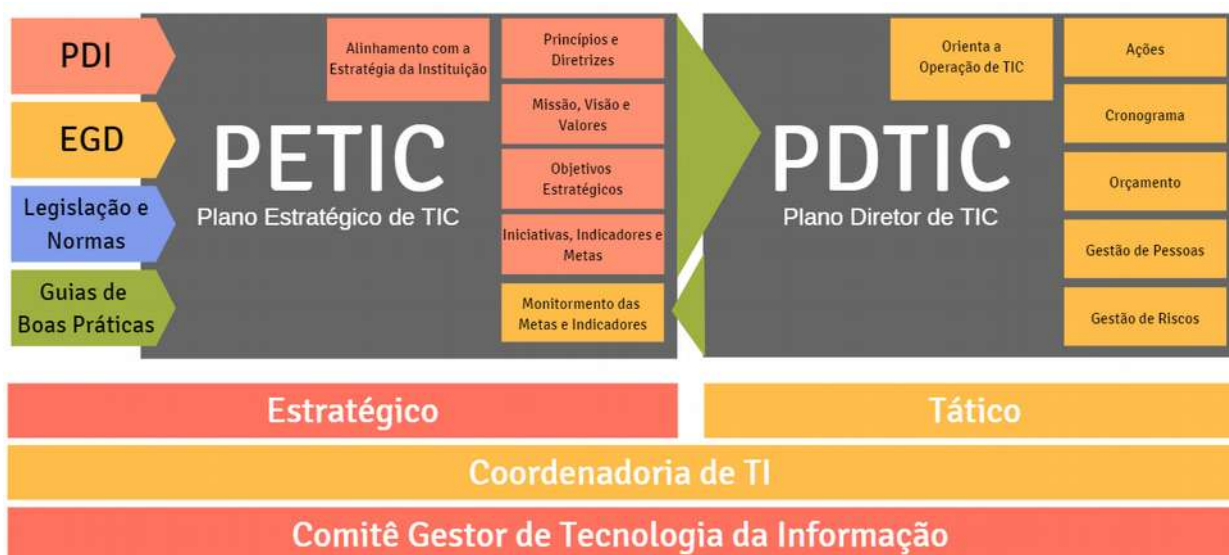 PDI
EGD
Legislação e
Normas
Guias de
Boas Práticas
Alinhamento com a
Estratégia da Instituição
PETIC
Plano Estratégico de TIC
Princípios e
Diretrizes
Missão, Visão e
Valores
Objetivos
Estratégicos
Iniciativas, Indicadores e
Metas
Monitormento das
Metas e Indicadores
Orienta a
Operação de TIC
PDTIC
Plano Diretor de TIC
Ações
Cronograma
Orçamento
Gestão de Pessoas
Gestão de Riscos
Estratégico
Tático
Coordenadoria de TI
Comitê Gestor de Tecnologia da Informação